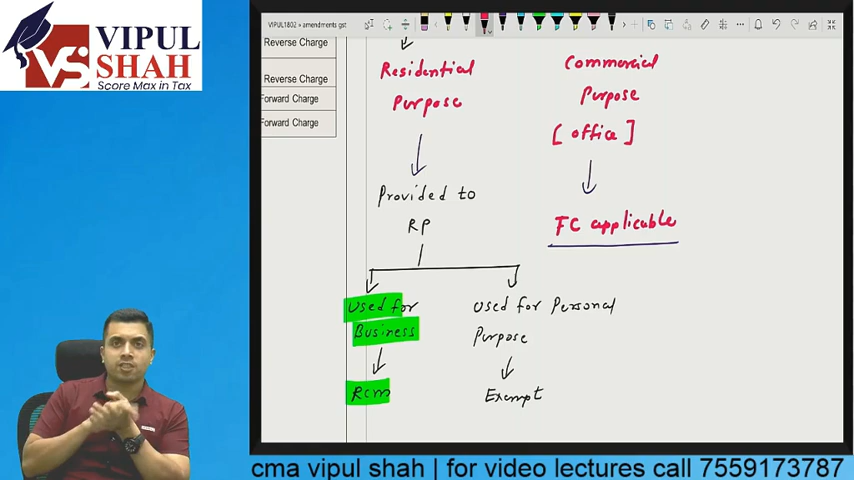 VIPUL1802 + amendments gst
VIPUL
SHAH
Score Max in Tax
VS
Reverse Charge
Reverse Charge
Forward Charge
Forward Charge
Residential
Purpose
Provided to
RP
Used for
Business
RCM
Used for Personal
Purpose
Exempt
Commercial
Purpose
[office]
FC applicable
cma vipul shah | for video lectures call 7559173787